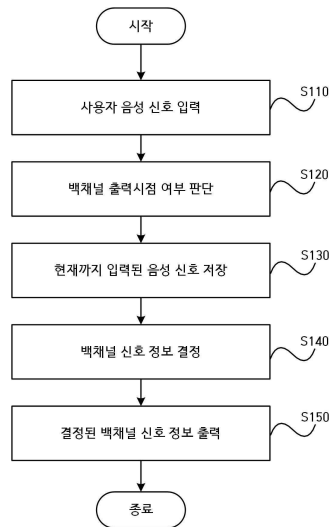 시작
사용자 음성 신호 입력
S110
백채널 출력시점 여부 판단
S120
현재까지 입력된 음성 신호 저장
S130
백채널 신호 정보 결정
S140
결정된 백채널 신호 정보 출력
S150
종료